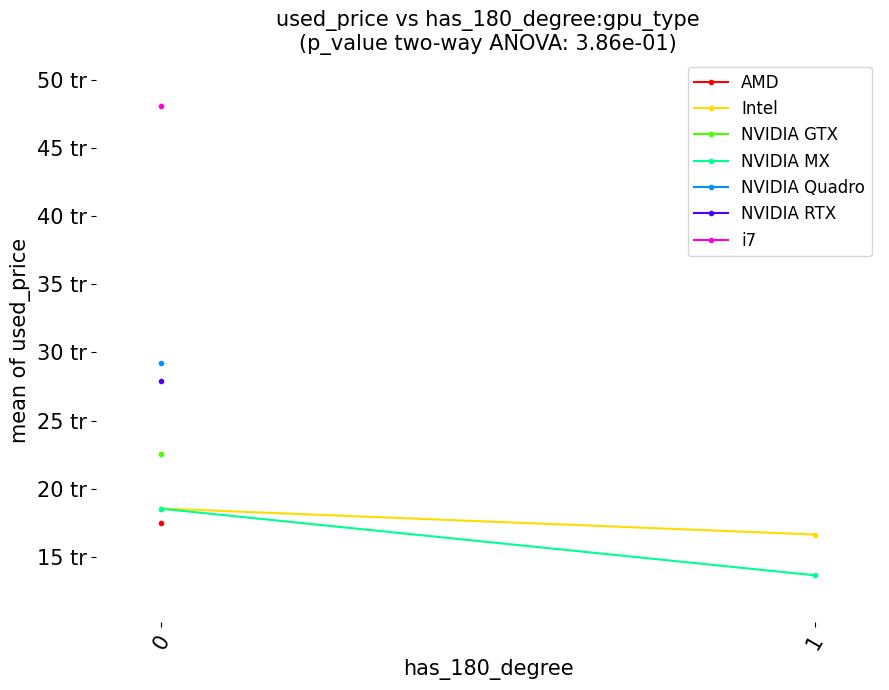 used_price vs has_180_degree:gpu_type
(p_value two-way ANOVA: 3.86e-01)
AMD
Intel
NVIDIA GTX
NVIDIA MX
NVIDIA Quadro
NVIDIA RTX
i7
50 tr
45 tr
40 tr
35 tr
30 tr
25 tr
20 tr
15 tr
mean of used_price
0
1
has_180_degree